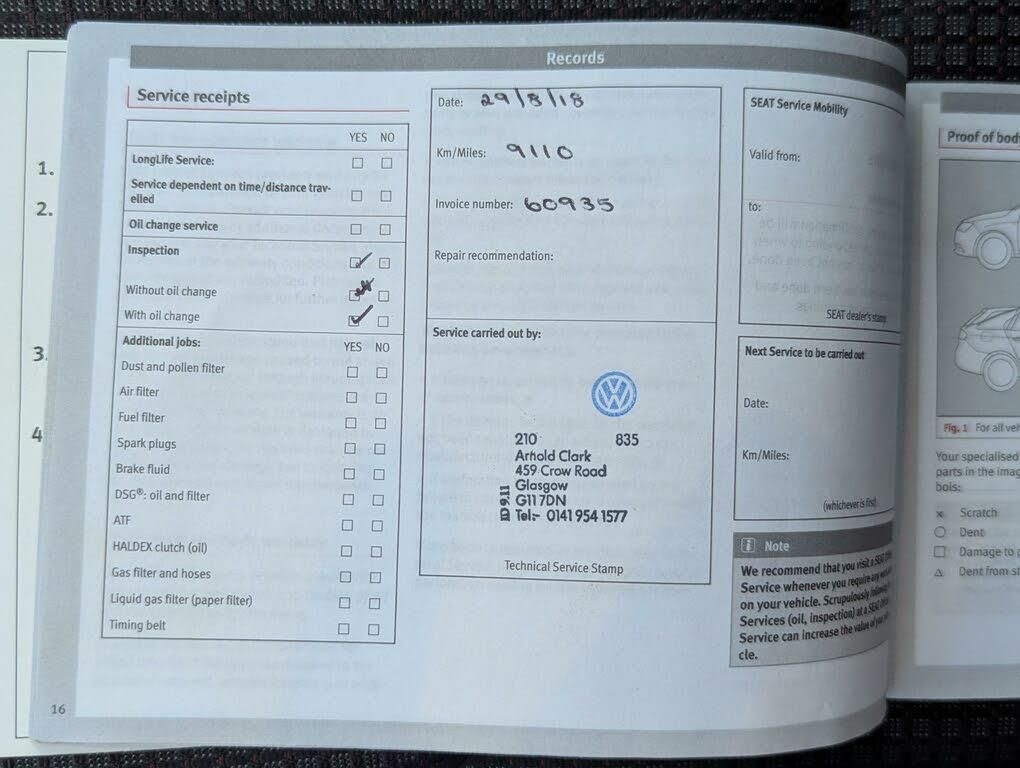 Records
Service receipts
YES NO
LongLife Service:
Service dependent on time/distance trav-
elled
Oil change service
Inspection
Without oil change
With oil change
Additional jobs: YES NO
Dust and pollen filter
Air filter
Fuel filter
Spark plugs
Brake fluid
DSG®: oil and filter
ATF
HALDEX clutch (oil)
Gas filter and hoses
Liquid gas filter (paper filter)
Timing belt
16
Date: 29/8/18
Km/Miles: 9110
Invoice number: 60935
Repair recommendation:
Service carried out by:
210 835
Arnold Clark
459 Crow Road
Glasgow
G11 7DN
Tel:- 0141 954 1577
Technical Service Stamp
SEAT Service Mobility
Valid from:
to:
SEAT dealer's stamp
Next Service to be carried out
Date:
Km/Miles:
(whichever is first)
Note
We recommend that you visit a SEAT
Service whenever you require any
on your vehicle. Scrupulously following
Services (oil, inspection) at a SEAT
Service can increase the value of your
cle.
1.
2.
3.
4
Proof of body
Fig. 1 For all
Your specialised
parts in the
bols:
Scratch
Dent
Damage to
Dent from